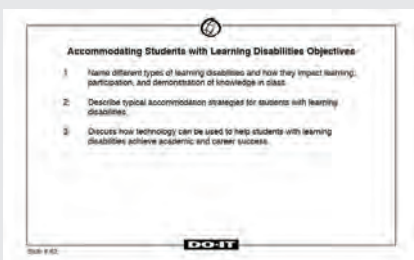 Accommodating Students with Learning Disabilities Objectives
1 Name different types of learning disabilities and how they impact learning,
participation, and demonstration of knowledge in class.
2 Describe typical accommodation strategies for students with learning
disabilities.
3 Discuss how technology can be used to help students with learning
disabilities achieve academic and career success.
DO-IT